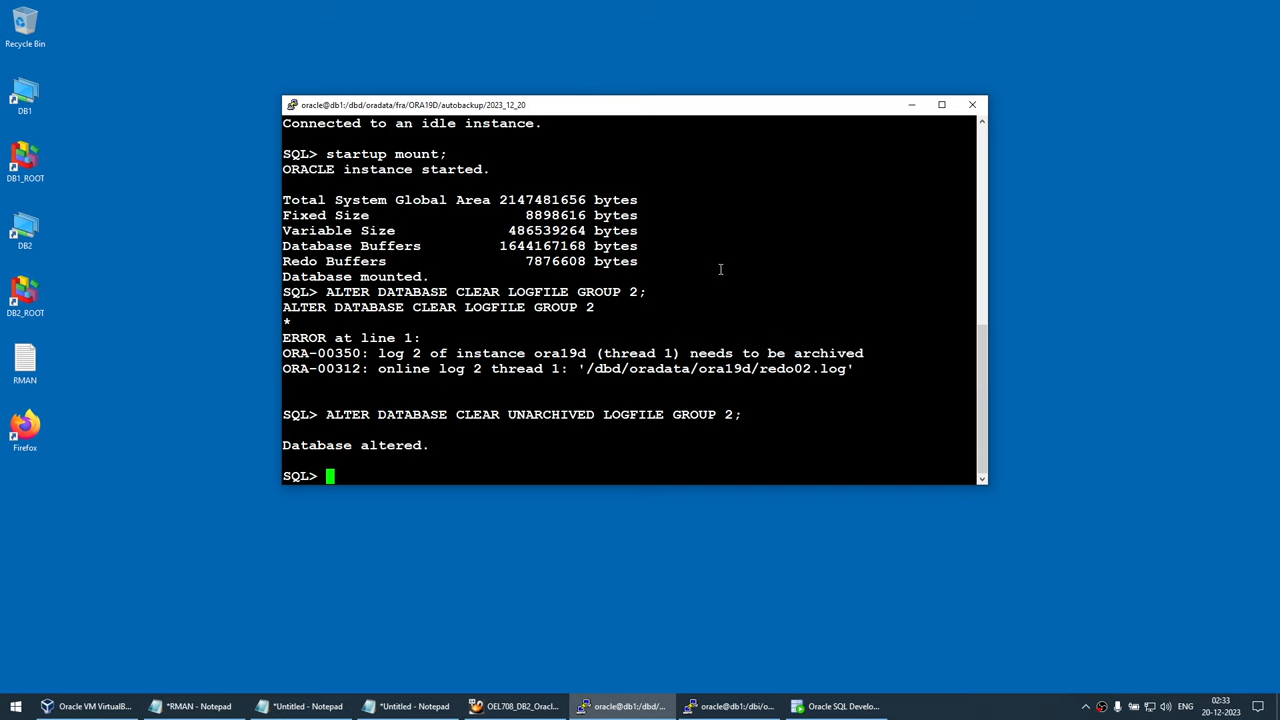 Recycle Bin
DB1
DB1_ROOT
DB2
DB2_ROOT
RMAN
Firefox
oracle@db1:/dbd/oradata/fra/ORA19D/autobackup/2023_12_20
Connected to an idle instance.
SQL> startup mount;
ORACLE instance started.
Total System Global Area 2147481656 bytes
Fixed Size 8898616 bytes
Variable Size 486539264 bytes
Database Buffers 1644167168 bytes
Redo Buffers 7876608 bytes
Database mounted.
SQL> ALTER DATABASE CLEAR LOGFILE GROUP 2;
ALTER DATABASE CLEAR LOGFILE GROUP 2
*
ERROR at line 1:
ORA-00350: log 2 of instance ora19d (thread 1) needs to be archived
ORA-00312: online log 2 thread 1: '/dbd/oradata/ora19d/redo02.log'
SQL> ALTER DATABASE CLEAR UNARCHIVED LOGFILE GROUP 2;
Database altered.
SQL>
Oracle VM VirtualB...
*RMAN - Notepad
*Untitled - Notepad
*Untitled - Notepad
OEL708_DB2_Oracl...
oracle@db1:/dbd/...
oracle@db1:/dbi/o...
Oracle SQL Develo...
ENG
02:33
20-12-2023